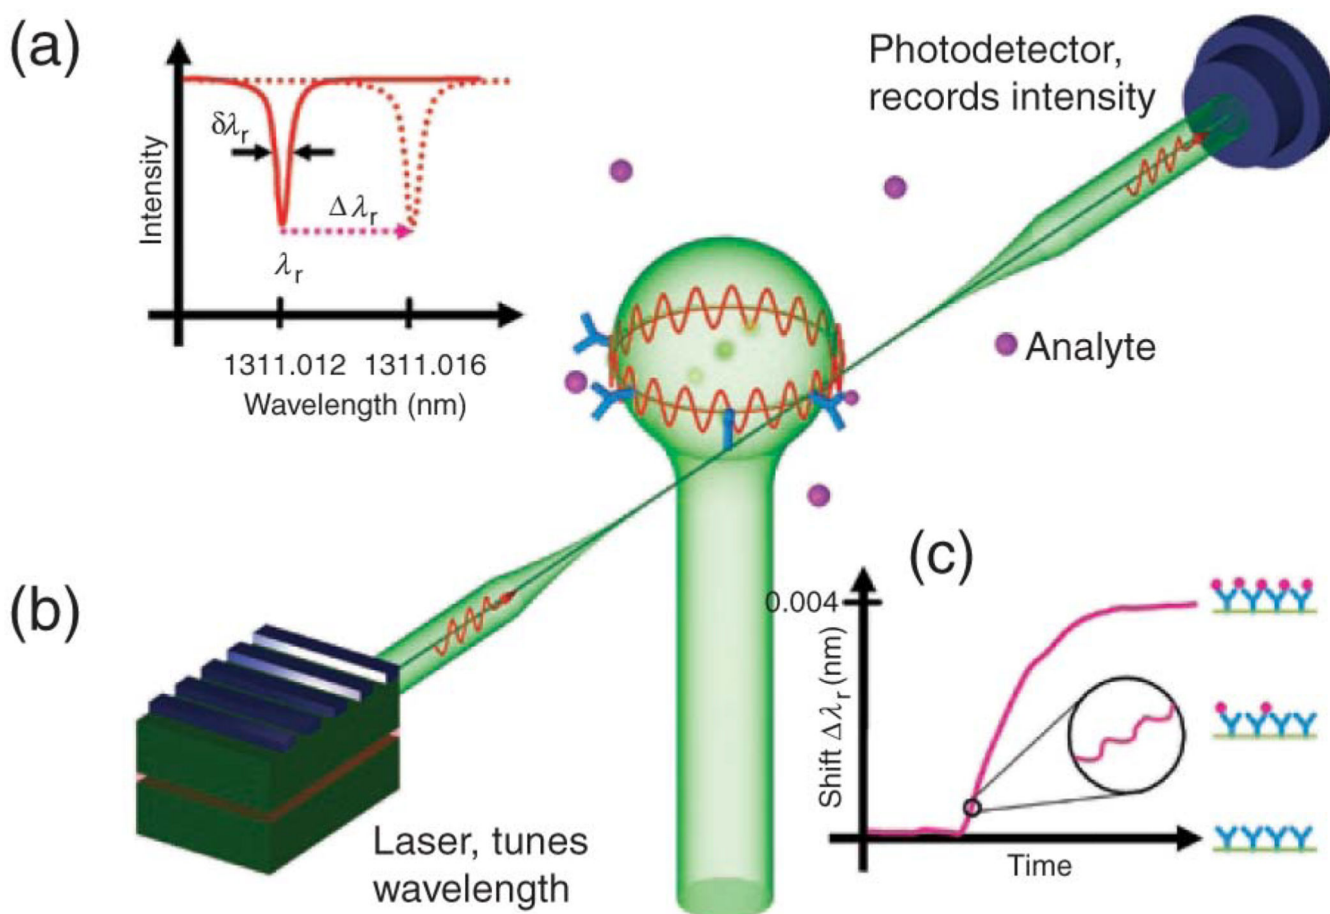 (a)
Intensity
δλr
Δλr
λr
1311.012 1311.016
Wavelength (nm)
Photodetector,
records intensity
Analyte
(b)
Laser, tunes
wavelength
(c)
0.004
Shift Δλr (nm)
Time